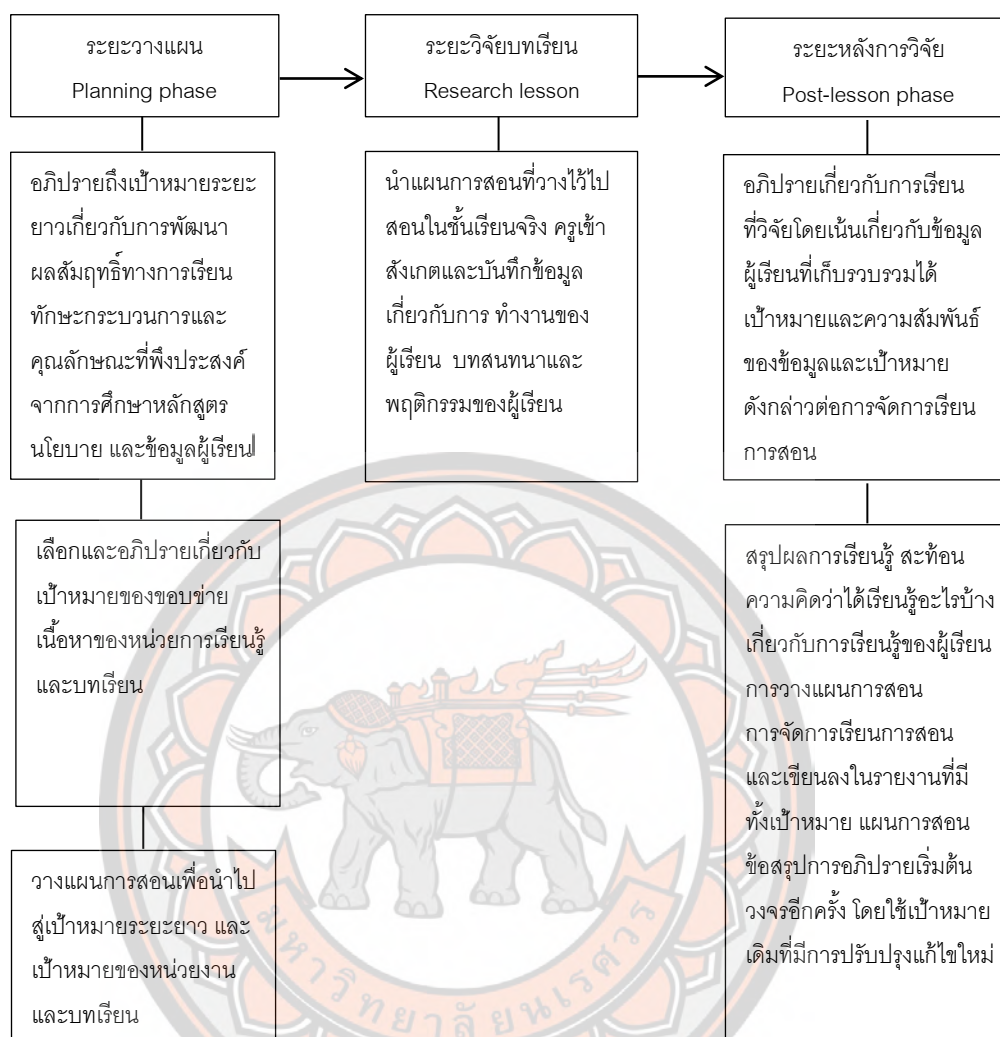 ระยะวางแผน
Planning phase
ระยะวิจัยบทเรียน
Research lesson
ระยะหลังการวิจัย
Post-lesson phase
อภิปรายถึงเป้าหมายระยะ
ยาวเกี่ยวกับการพัฒนา
ผลสัมฤทธิ์ทางการเรียน
ทักษะกระบวนการและ
คุณลักษณะที่พึงประสงค์
จากการศึกษาหลักสูตร
นโยบาย และข้อมูลผู้เรียน
นำแผนการสอนที่วางไว้ไป
สอนในชั้นเรียนจริง ครูเข้า
สังเกตและบันทึกข้อมูล
เกี่ยวกับการ ทำงานของ
ผู้เรียน บทสนทนาและ
พฤติกรรมของผู้เรียน
อภิปรายเกี่ยวกับการเรียน
ที่วิจัยโดยเน้นเกี่ยวกับข้อมูล
ผู้เรียนที่เก็บรวบรวมได้
เป้าหมายและความสัมพันธ์
ของข้อมูลและเป้าหมาย
ดังกล่าวต่อการจัดการเรียน
การสอน
เลือกและอภิปรายเกี่ยวกับ
เป้าหมายของขอบข่าย
เนื้อหาของหน่วยการเรียนรู้
และบทเรียน
สรุปผลการเรียนรู้ สะท้อน
ความคิดว่าได้เรียนรู้อะไรบ้าง
เกี่ยวกับการเรียนรู้ของผู้เรียน
การวางแผนการสอน
การจัดการเรียนการสอน
และเขียนลงในรายงานที่มี
ทั้งเป้าหมาย แผนการสอน
ข้อสรุปการอภิปรายเริ่มต้น
วงจรอีกครั้ง โดยใช้เป้าหมาย
เดิมที่มีการปรับปรุงแก้ไขใหม่
วางแผนการสอนเพื่อนำไป
สู่เป้าหมายระยะยาว และ
เป้าหมายของหน่วยงาน
และบทเรียน
มหาวิทยาลัยนเรศวร